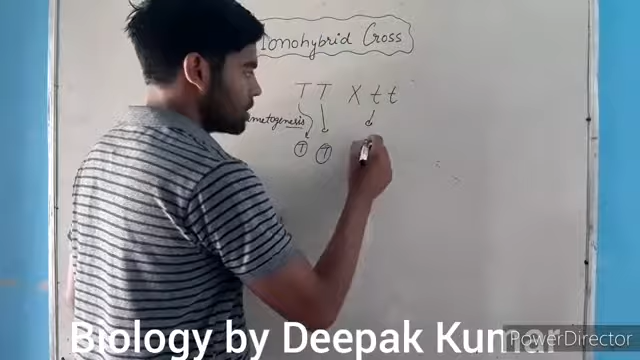 Monohybrid Cross
T T X t t
Gametogenesis
T T
Biology by Deepak Kumar
PowerDirector